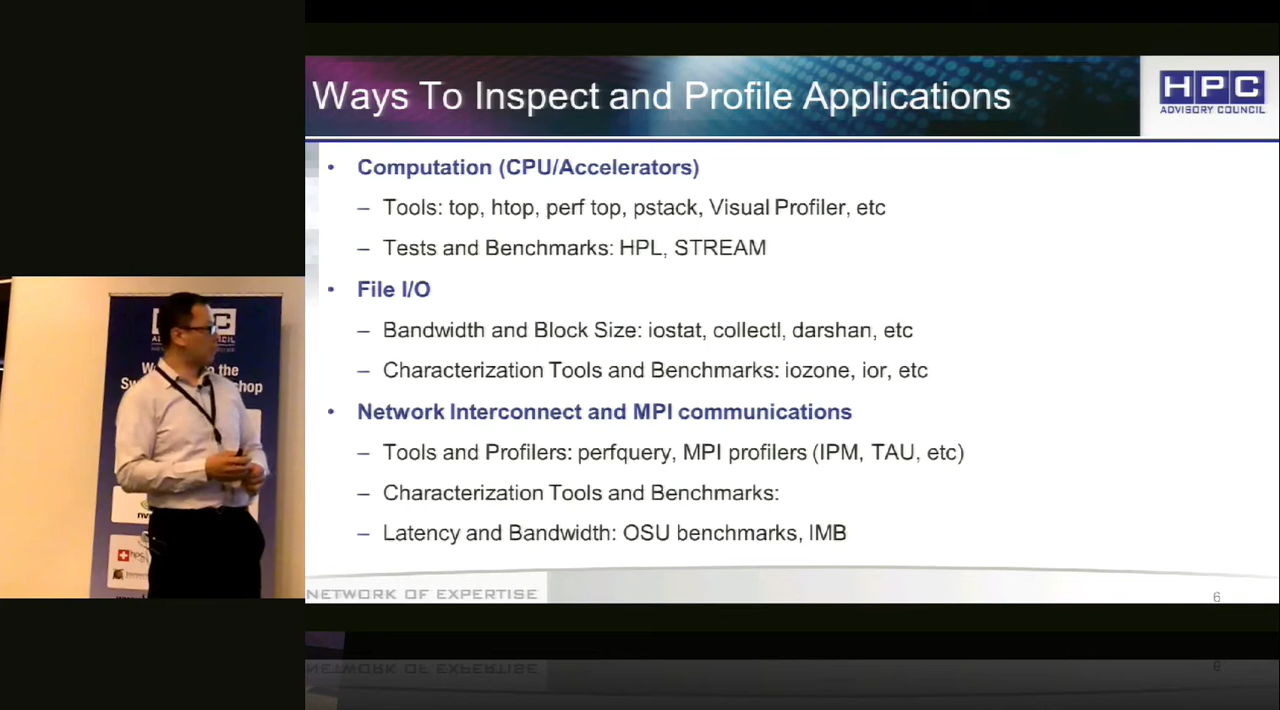 Ways To Inspect and Profile Applications
HPC
ADVISORY COUNCIL
• Computation (CPU/Accelerators)
– Tools: top, htop, perf top, pstack, Visual Profiler, etc
– Tests and Benchmarks: HPL, STREAM
• File I/O
– Bandwidth and Block Size: iostat, collectl, darshan, etc
– Characterization Tools and Benchmarks: iozone, ior, etc
• Network Interconnect and MPI communications
– Tools and Profilers: perfquery, MPI profilers (IPM, TAU, etc)
– Characterization Tools and Benchmarks:
– Latency and Bandwidth: OSU benchmarks, IMB
NETWORK OF EXPERTISE
6
the